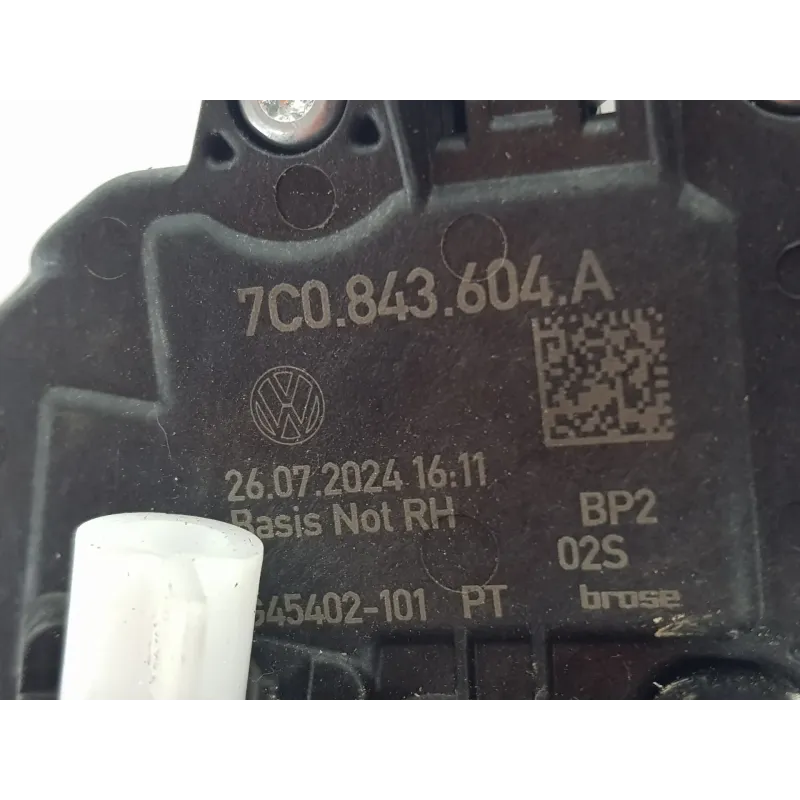 7C0.843.604.A
26.07.2024 16:11
Basis Not RH
BP2
02S
645402-101 PT
brose